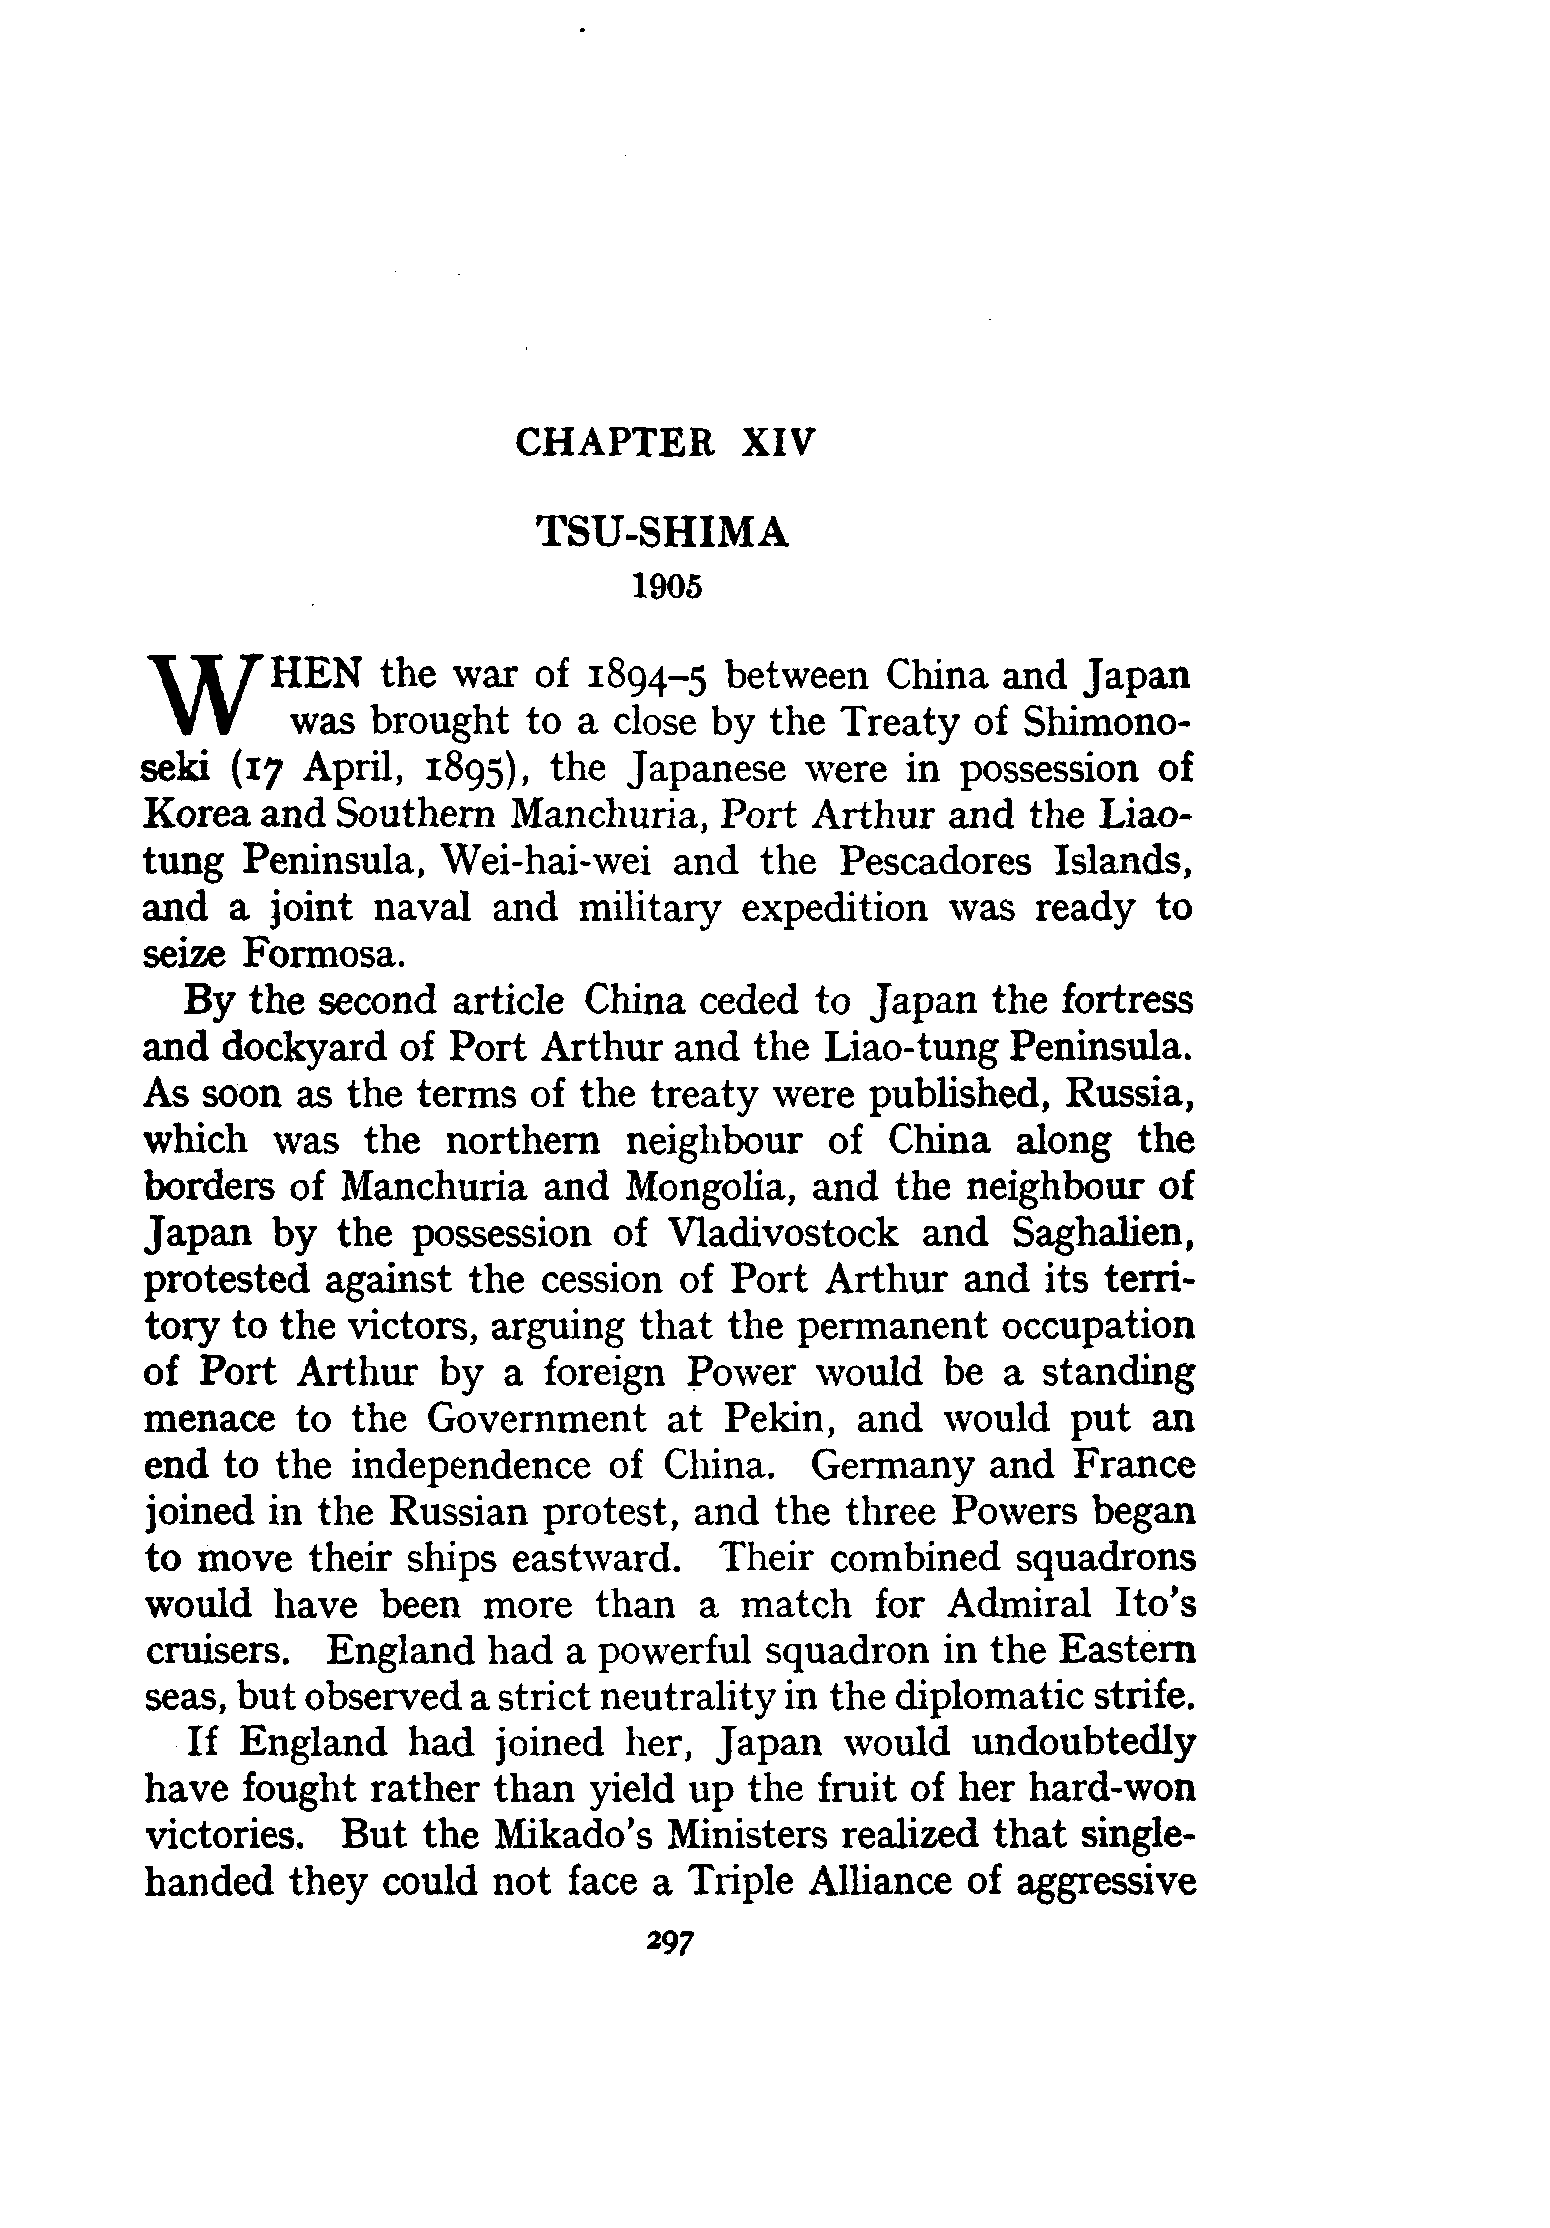 CHAPTER XIV
TSU-SHIMA
1905
WHEN the war of 1894–5 between China and Japan
was brought to a close by the Treaty of Shimono-
seki (17 April, 1895), the Japanese were in possession of
Korea and Southern Manchuria, Port Arthur and the Liao-
tung Peninsula, Wei-hai-wei and the Pescadores Islands,
and a joint naval and military expedition was ready to
seize Formosa.
By the second article China ceded to Japan the fortress
and dockyard of Port Arthur and the Liao-tung Peninsula.
As soon as the terms of the treaty were published, Russia,
which was the northern neighbour of China along the
borders of Manchuria and Mongolia, and the neighbour of
Japan by the possession of Vladivostock and Saghalien,
protested against the cession of Port Arthur and its terri-
tory to the victors, arguing that the permanent occupation
of Port Arthur by a foreign Power would be a standing
menace to the Government at Pekin, and would put an
end to the independence of China. Germany and France
joined in the Russian protest, and the three Powers began
to move their ships eastward. Their combined squadrons
would have been more than a match for Admiral Ito's
cruisers. England had a powerful squadron in the Eastern
seas, but observed a strict neutrality in the diplomatic strife.
If England had joined her, Japan would undoubtedly
have fought rather than yield up the fruit of her hard-won
victories. But the Mikado's Ministers realized that single-
handed they could not face a Triple Alliance of aggressive
297